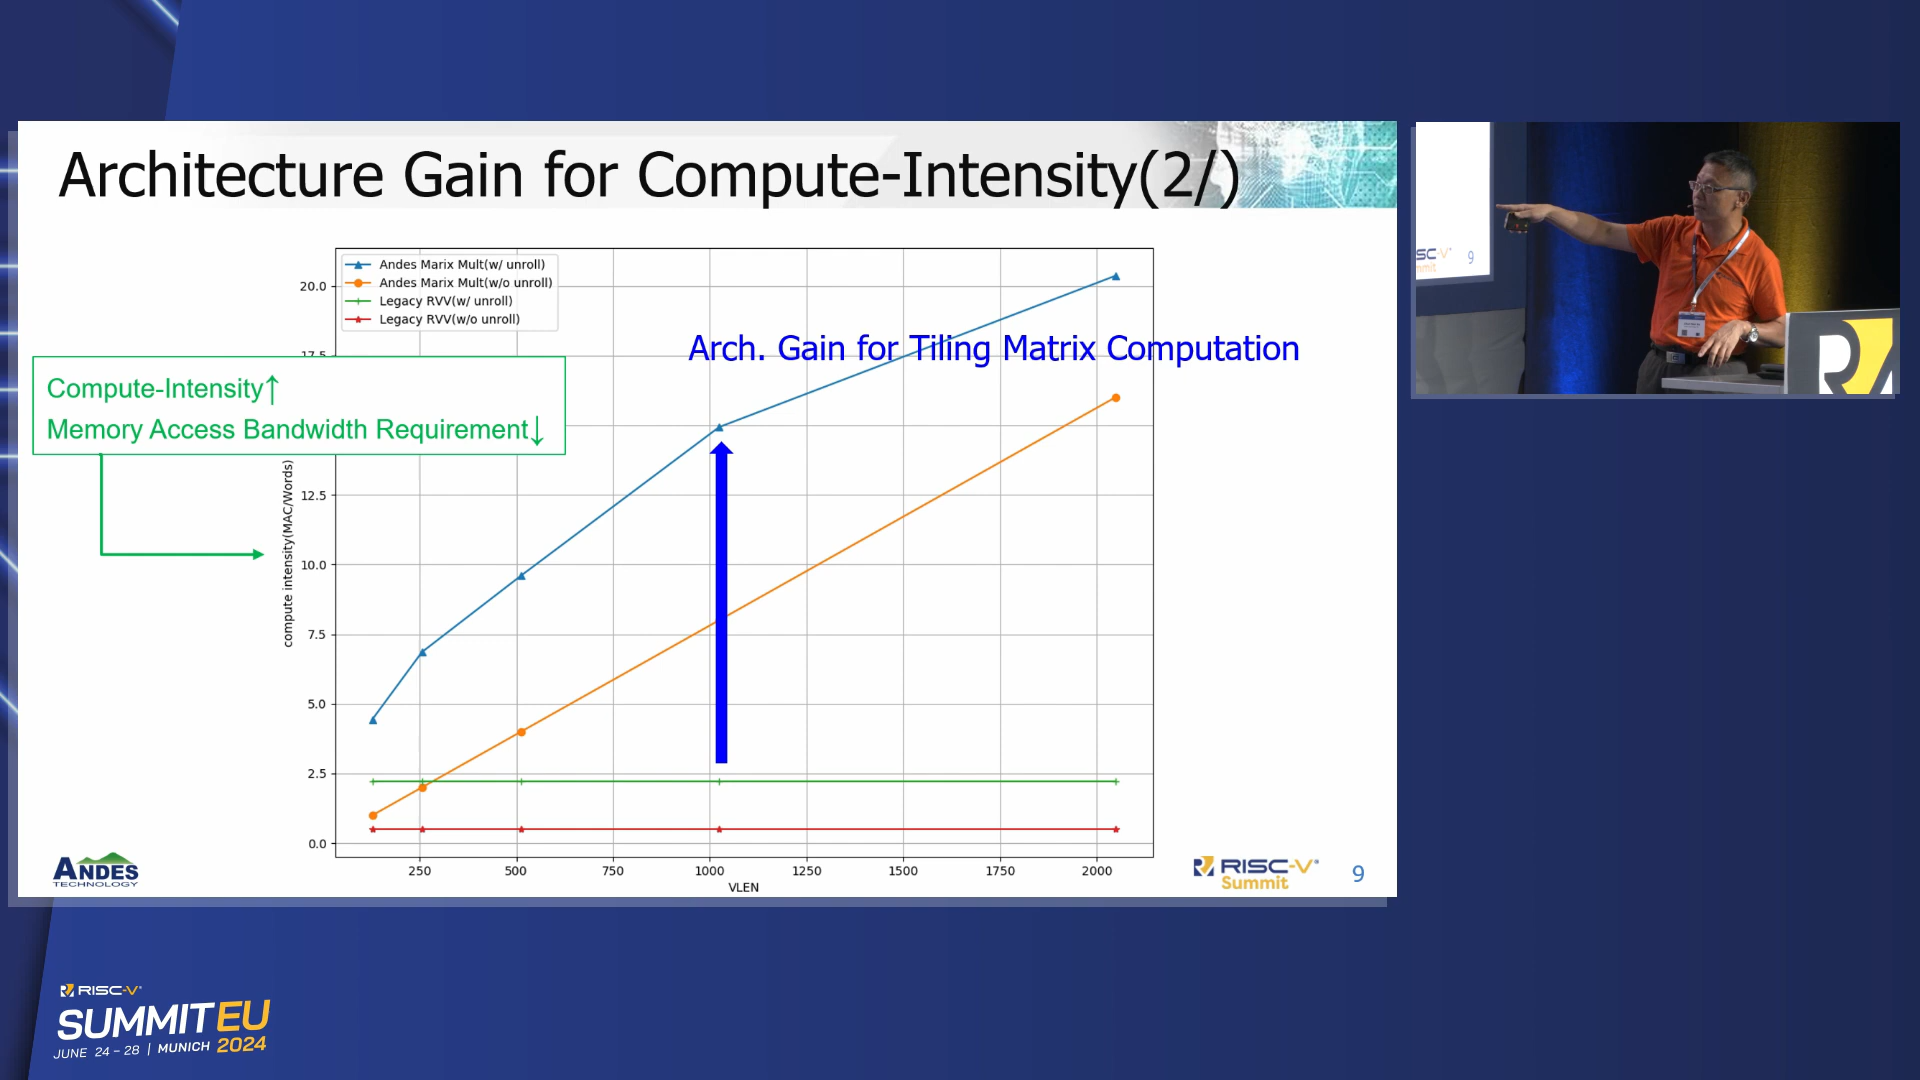 Architecture Gain for Compute-Intensity(2/)
Andes Marix Mult(w/ unroll)
Andes Marix Mult(w/o unroll)
Legacy RVV(w/ unroll)
Legacy RVV(w/o unroll)
Arch. Gain for Tiling Matrix Computation
Compute-Intensity↑
Memory Access Bandwidth Requirement↓
compute intensity(MAC/Words)
20.0
17.5
12.5
10.0
7.5
5.0
2.5
0.0
250
500
750
1000
1250
1500
1750
2000
VLEN
ANDES
TECHNOLOGY
RISC-V
Summit
9
9
RISC-V
SUMMIT EU
JUNE 24 – 28 | MUNICH 2024